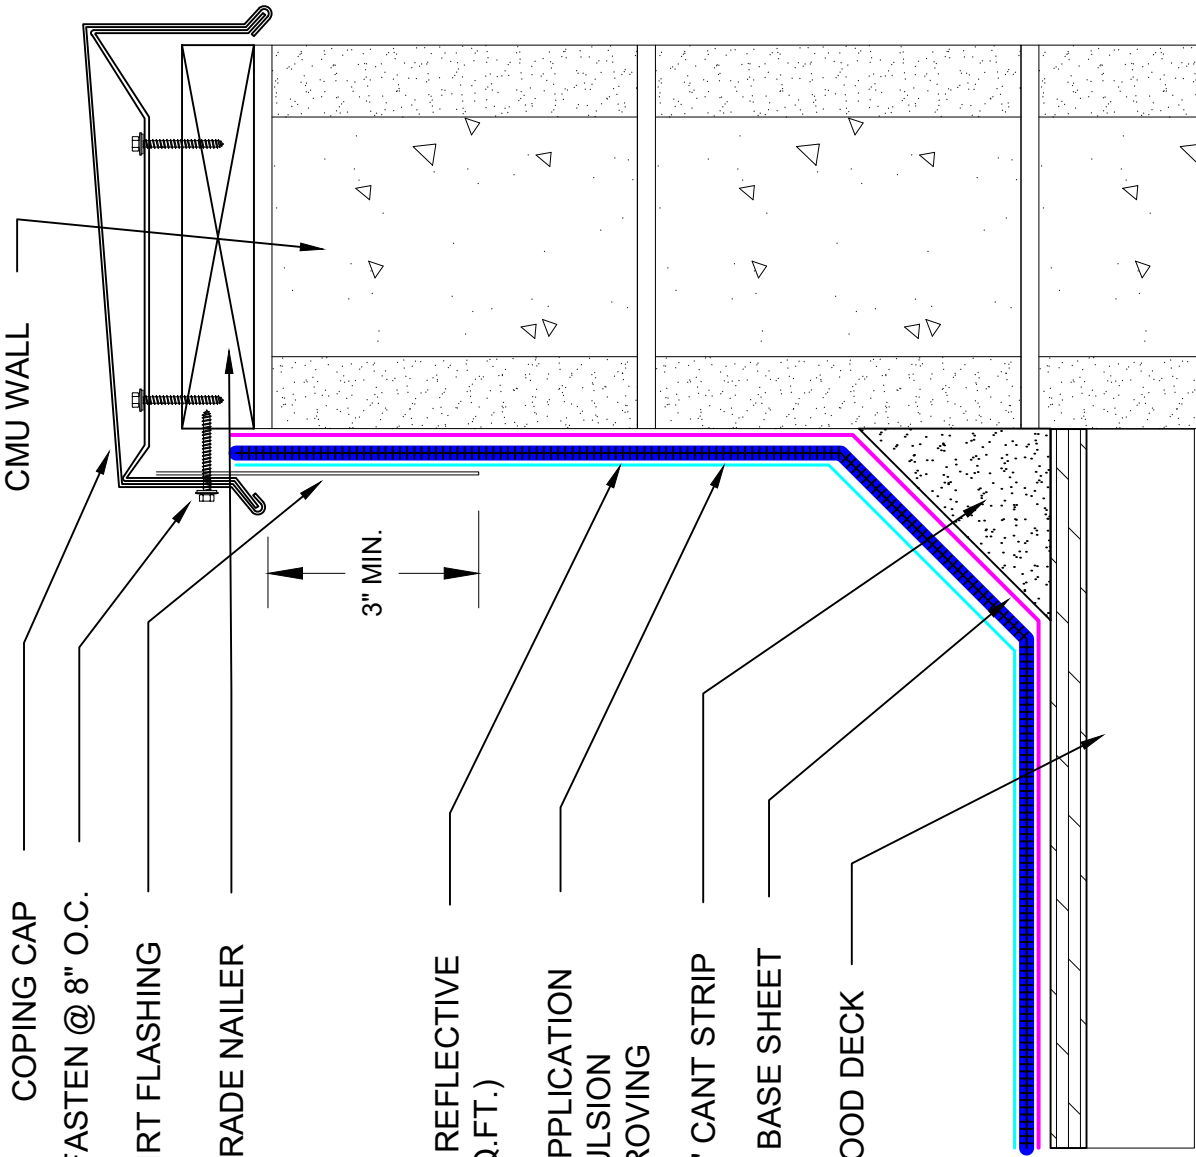 CMU WALL
COPING CAP
FASTEN @ 8" O.C.
RT FLASHING
RADE NAILER
3" MIN.
REFLECTIVE
Q.FT.)
PPLICATION
ULSION
ROVING
" CANT STRIP
BASE SHEET
OOD DECK